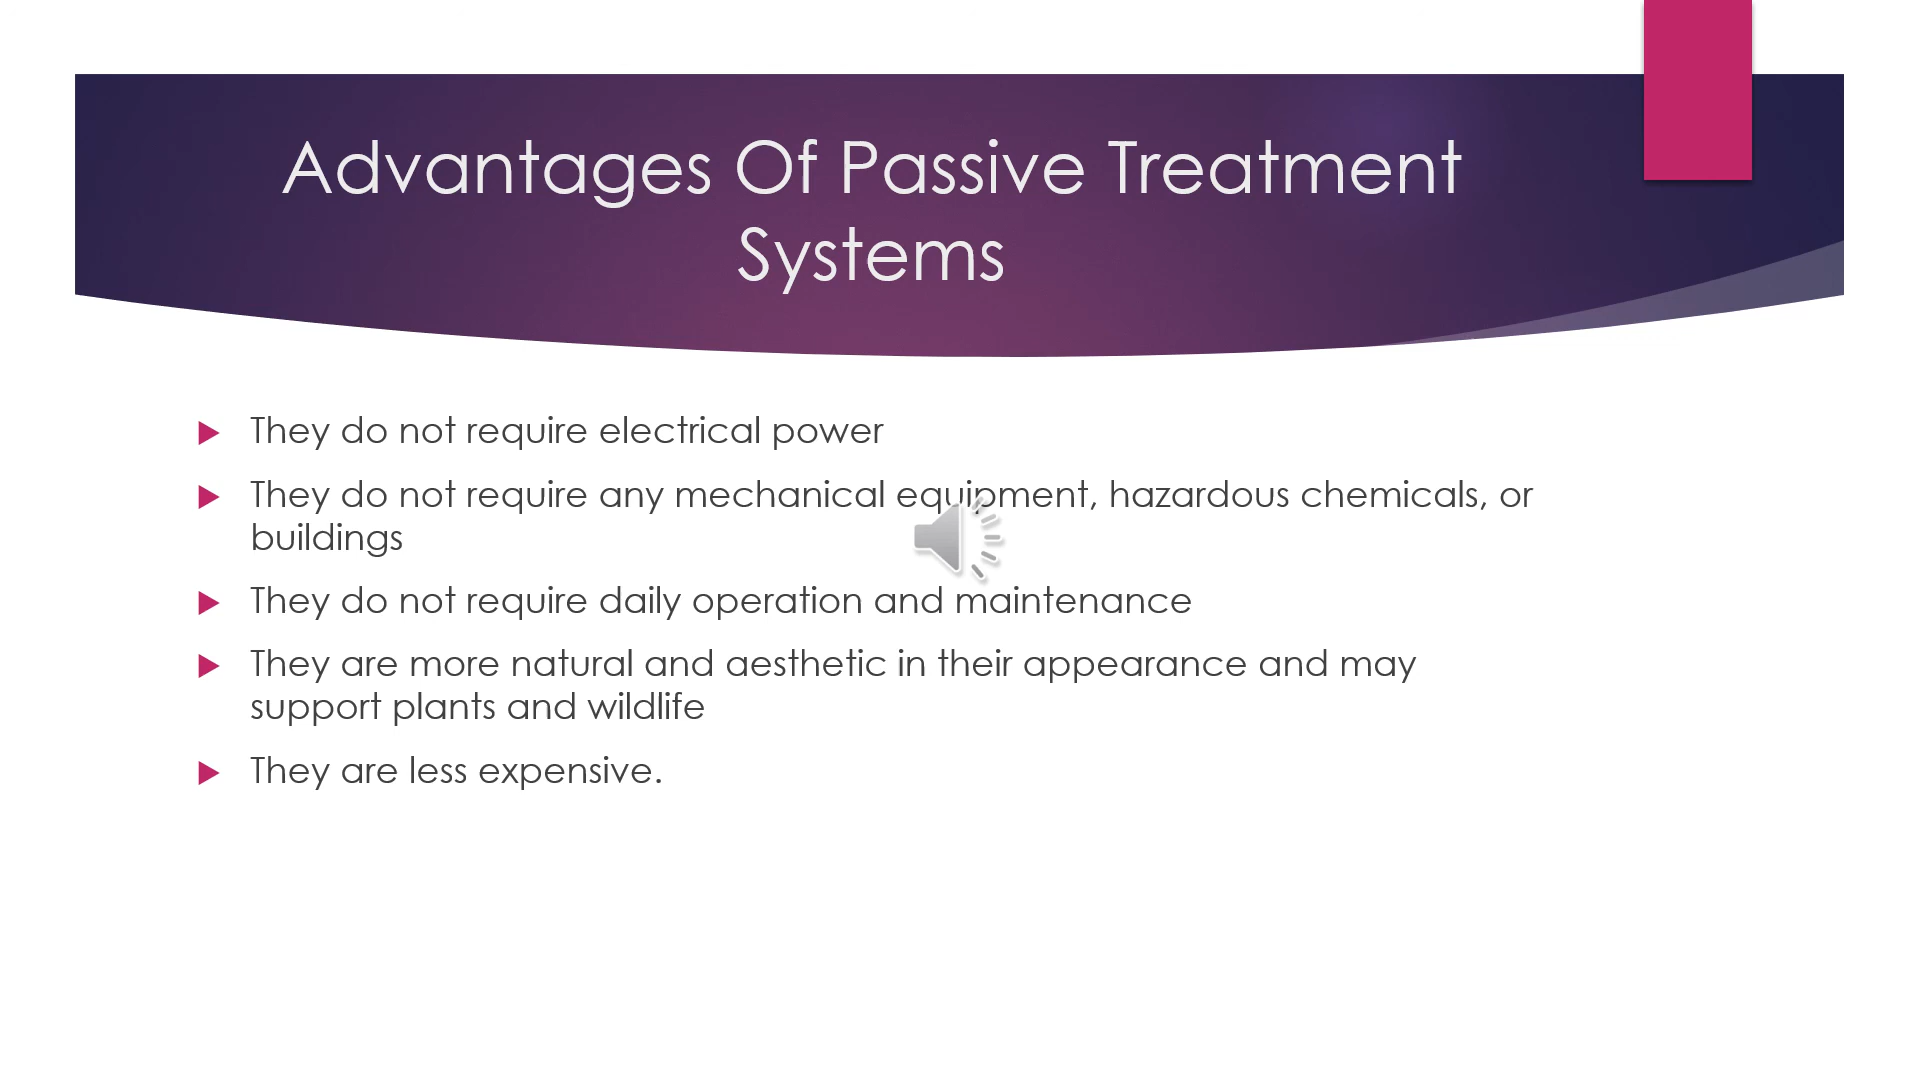 Advantages Of Passive Treatment
Systems
They do not require electrical power
They do not require any mechanical equipment, hazardous chemicals, or
buildings
They do not require daily operation and maintenance
They are more natural and aesthetic in their appearance and may
support plants and wildlife
They are less expensive.